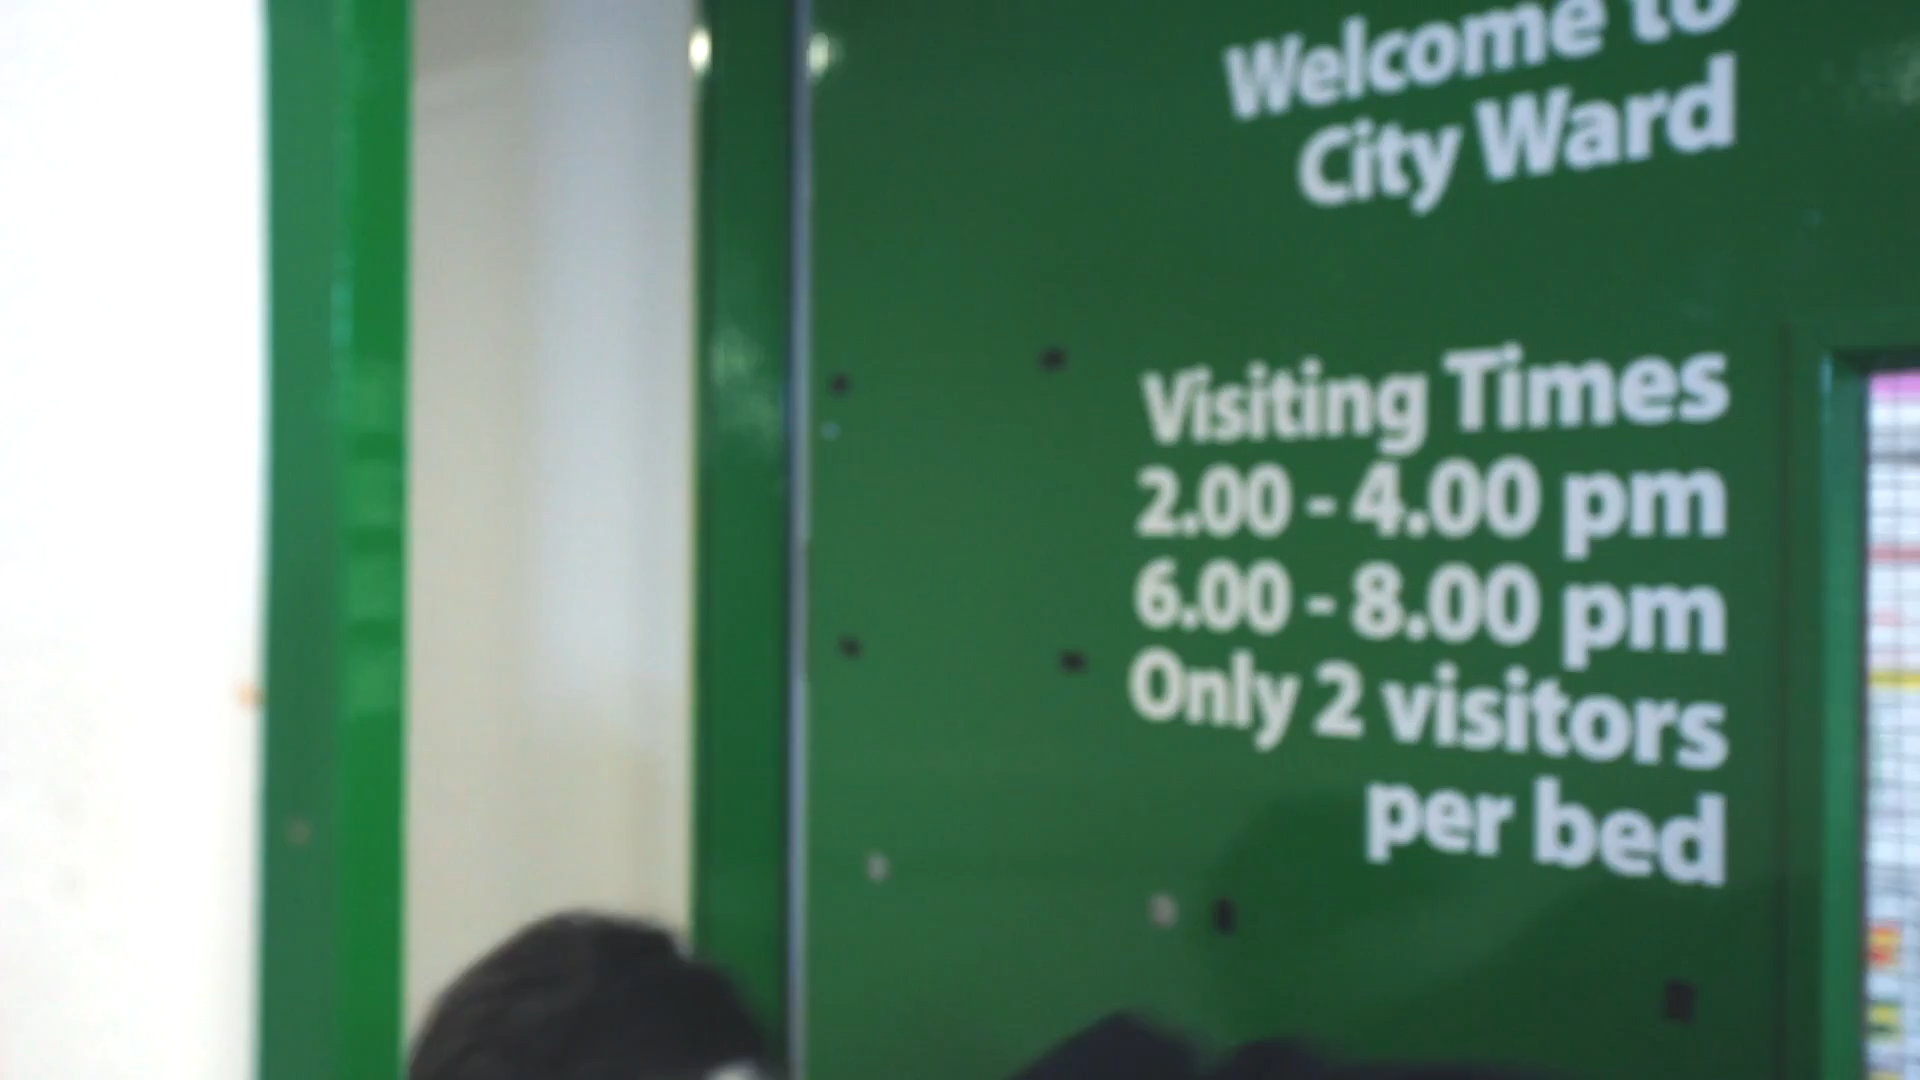 Welcome to
City Ward
Visiting Times
2.00 - 4.00 pm
6.00 - 8.00 pm
Only 2 visitors
per bed